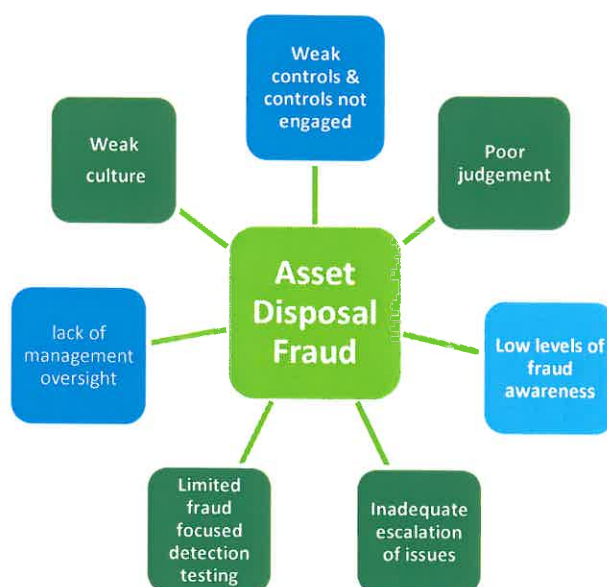 Weak
controls &
controls not
engaged
Weak
culture
Poor
judgement
Asset
Disposal
Fraud
lack of
management
oversight
Low levels of
fraud
awareness
Limited
fraud
focused
detection
testing
Inadequate
escalation
of issues